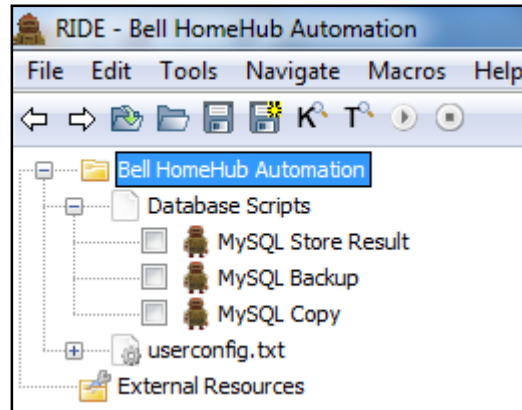 RIDE - Bell HomeHub Automation
File Edit Tools Navigate Macros Help
K T
Bell HomeHub Automation
Database Scripts
MySQL Store Result
MySQL Backup
MySQL Copy
userconfig.txt
External Resources